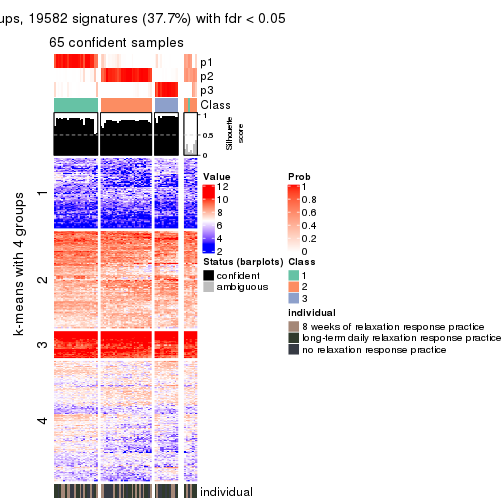 ups, 19582 signatures (37.7%) with fdr < 0.05
65 confident samples
p1
p2
p3
Class
1
0.5
0
Silhouette
score
k-means with 4 groups
1
2
3
4
individual
Value
12
10
8
6
4
2
Prob
1
0.8
0.6
0.4
0.2
0
Status (barplots)
confident
ambiguous
Class
1
2
3
individual
8 weeks of relaxation response practice
long-term daily relaxation response practice
no relaxation response practice